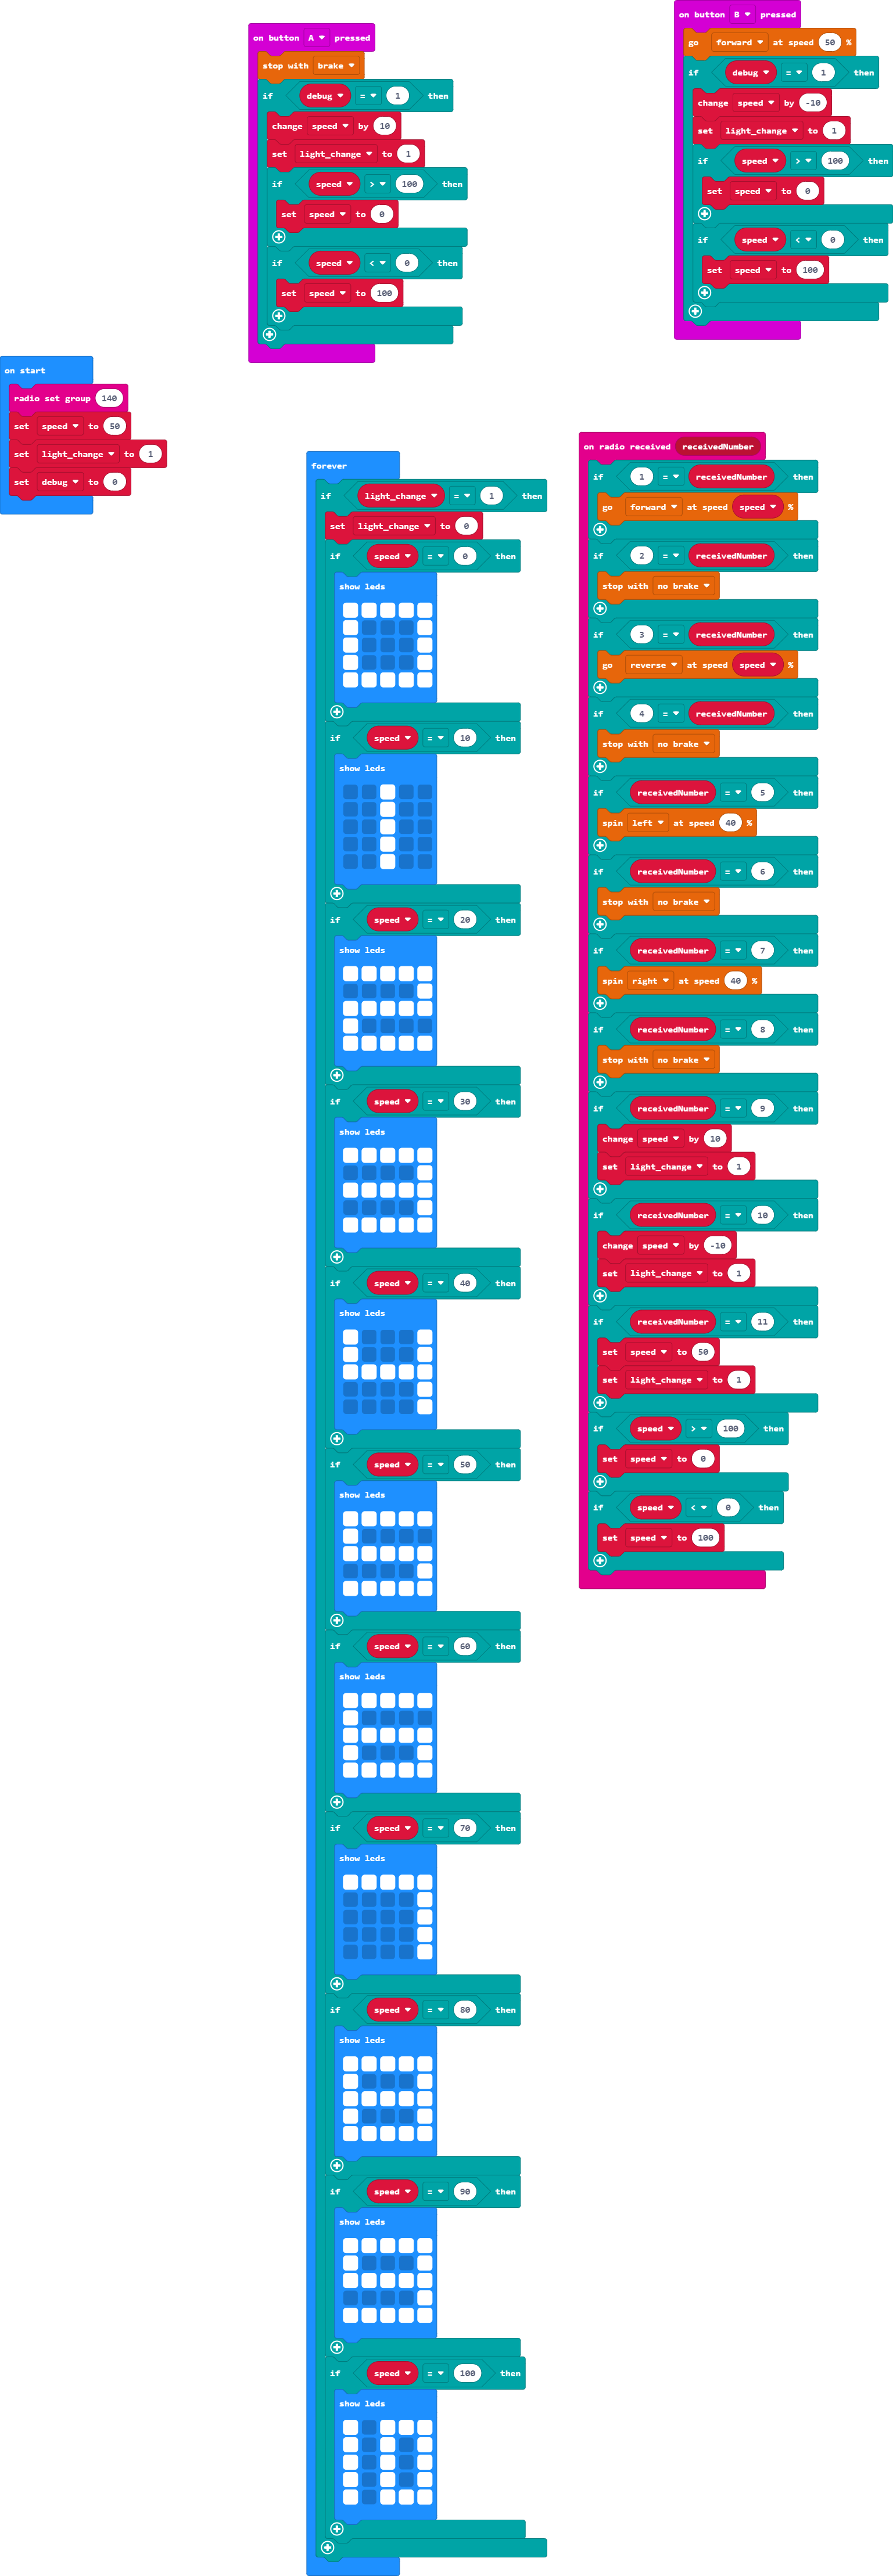 on button A pressed
stop with brake
if debug = 1 then
change speed by 10
set light_change to 1
if speed > 100 then
set speed to 0
if speed < 0 then
set speed to 100
on button B pressed
go forward at speed 50 %
if debug = 1 then
change speed by -10
set light_change to 1
if speed > 100 then
set speed to 0
if speed < 0 then
set speed to 100
on start
radio set group 140
set speed to 50
set light_change to 1
set debug to 0
forever
if light_change = 1 then
set light_change to 0
if speed = 0 then
show leds
if speed = 10 then
show leds
if speed = 20 then
show leds
if speed = 30 then
show leds
if speed = 40 then
show leds
if speed = 50 then
show leds
if speed = 60 then
show leds
if speed = 70 then
show leds
if speed = 80 then
show leds
if speed = 90 then
show leds
if speed = 100 then
show leds
on radio received receivedNumber
if 1 = receivedNumber then
go forward at speed speed %
if 2 = receivedNumber then
stop with no brake
if 3 = receivedNumber then
go reverse at speed speed %
if 4 = receivedNumber then
stop with no brake
if receivedNumber = 5 then
spin left at speed 40 %
if receivedNumber = 6 then
stop with no brake
if receivedNumber = 7 then
spin right at speed 40 %
if receivedNumber = 8 then
stop with no brake
if receivedNumber = 9 then
change speed by 10
set light_change to 1
if receivedNumber = 10 then
change speed by -10
set light_change to 1
if receivedNumber = 11 then
set speed to 50
set light_change to 1
if speed > 100 then
set speed to 0
if speed < 0 then
set speed to 100